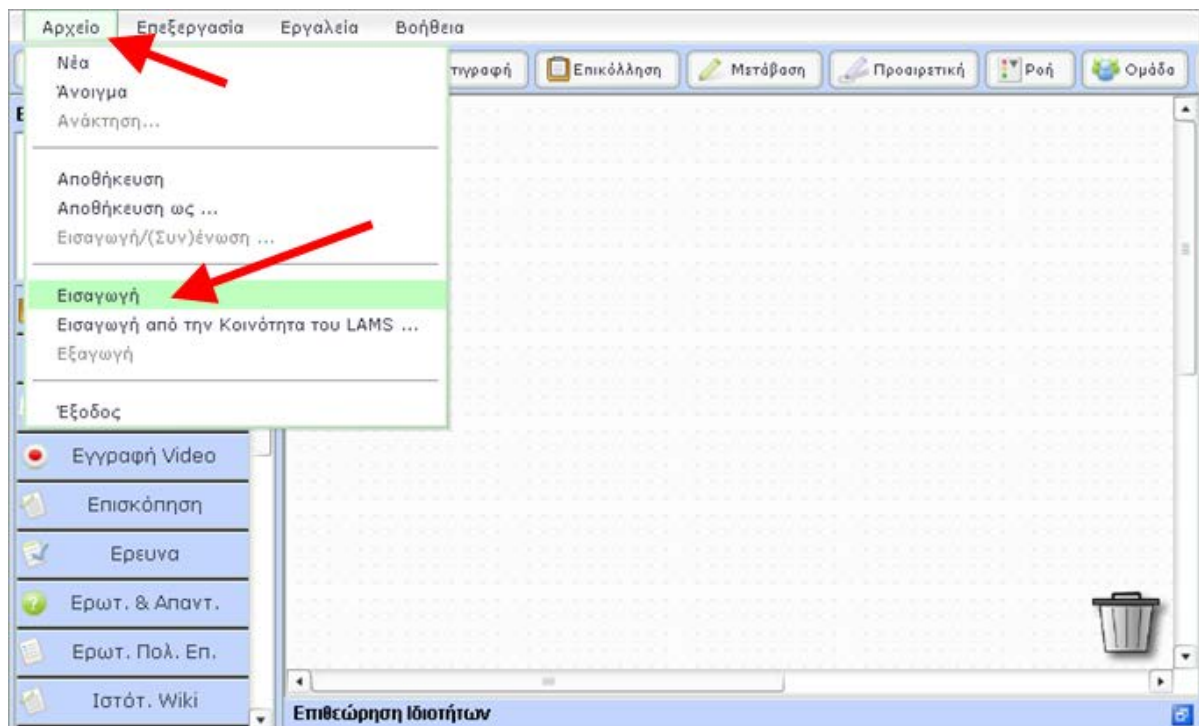 Αρχείο Επεξεργασία Εργαλεία Βοήθεια
Νέα
Άνοιγμα
Ανάκτηση...
Αποθήκευση
Αποθήκευση ως ...
Εισαγωγή/(Συν)ένωση ...
Εισαγωγή
Εισαγωγή από την Κοινότητα του LAMS ...
Εξαγωγή
Έξοδος
τιγραφή Επικόλληση Μετάβαση Προαιρετική Ροή Ομάδα
Εγγραφή Video
Επισκόπηση
Ερευνα
Ερωτ. & Απαντ.
Ερωτ. Πολ. Επ.
Ιστότ. Wiki
Επιθεώρηση Ιδιοτήτων